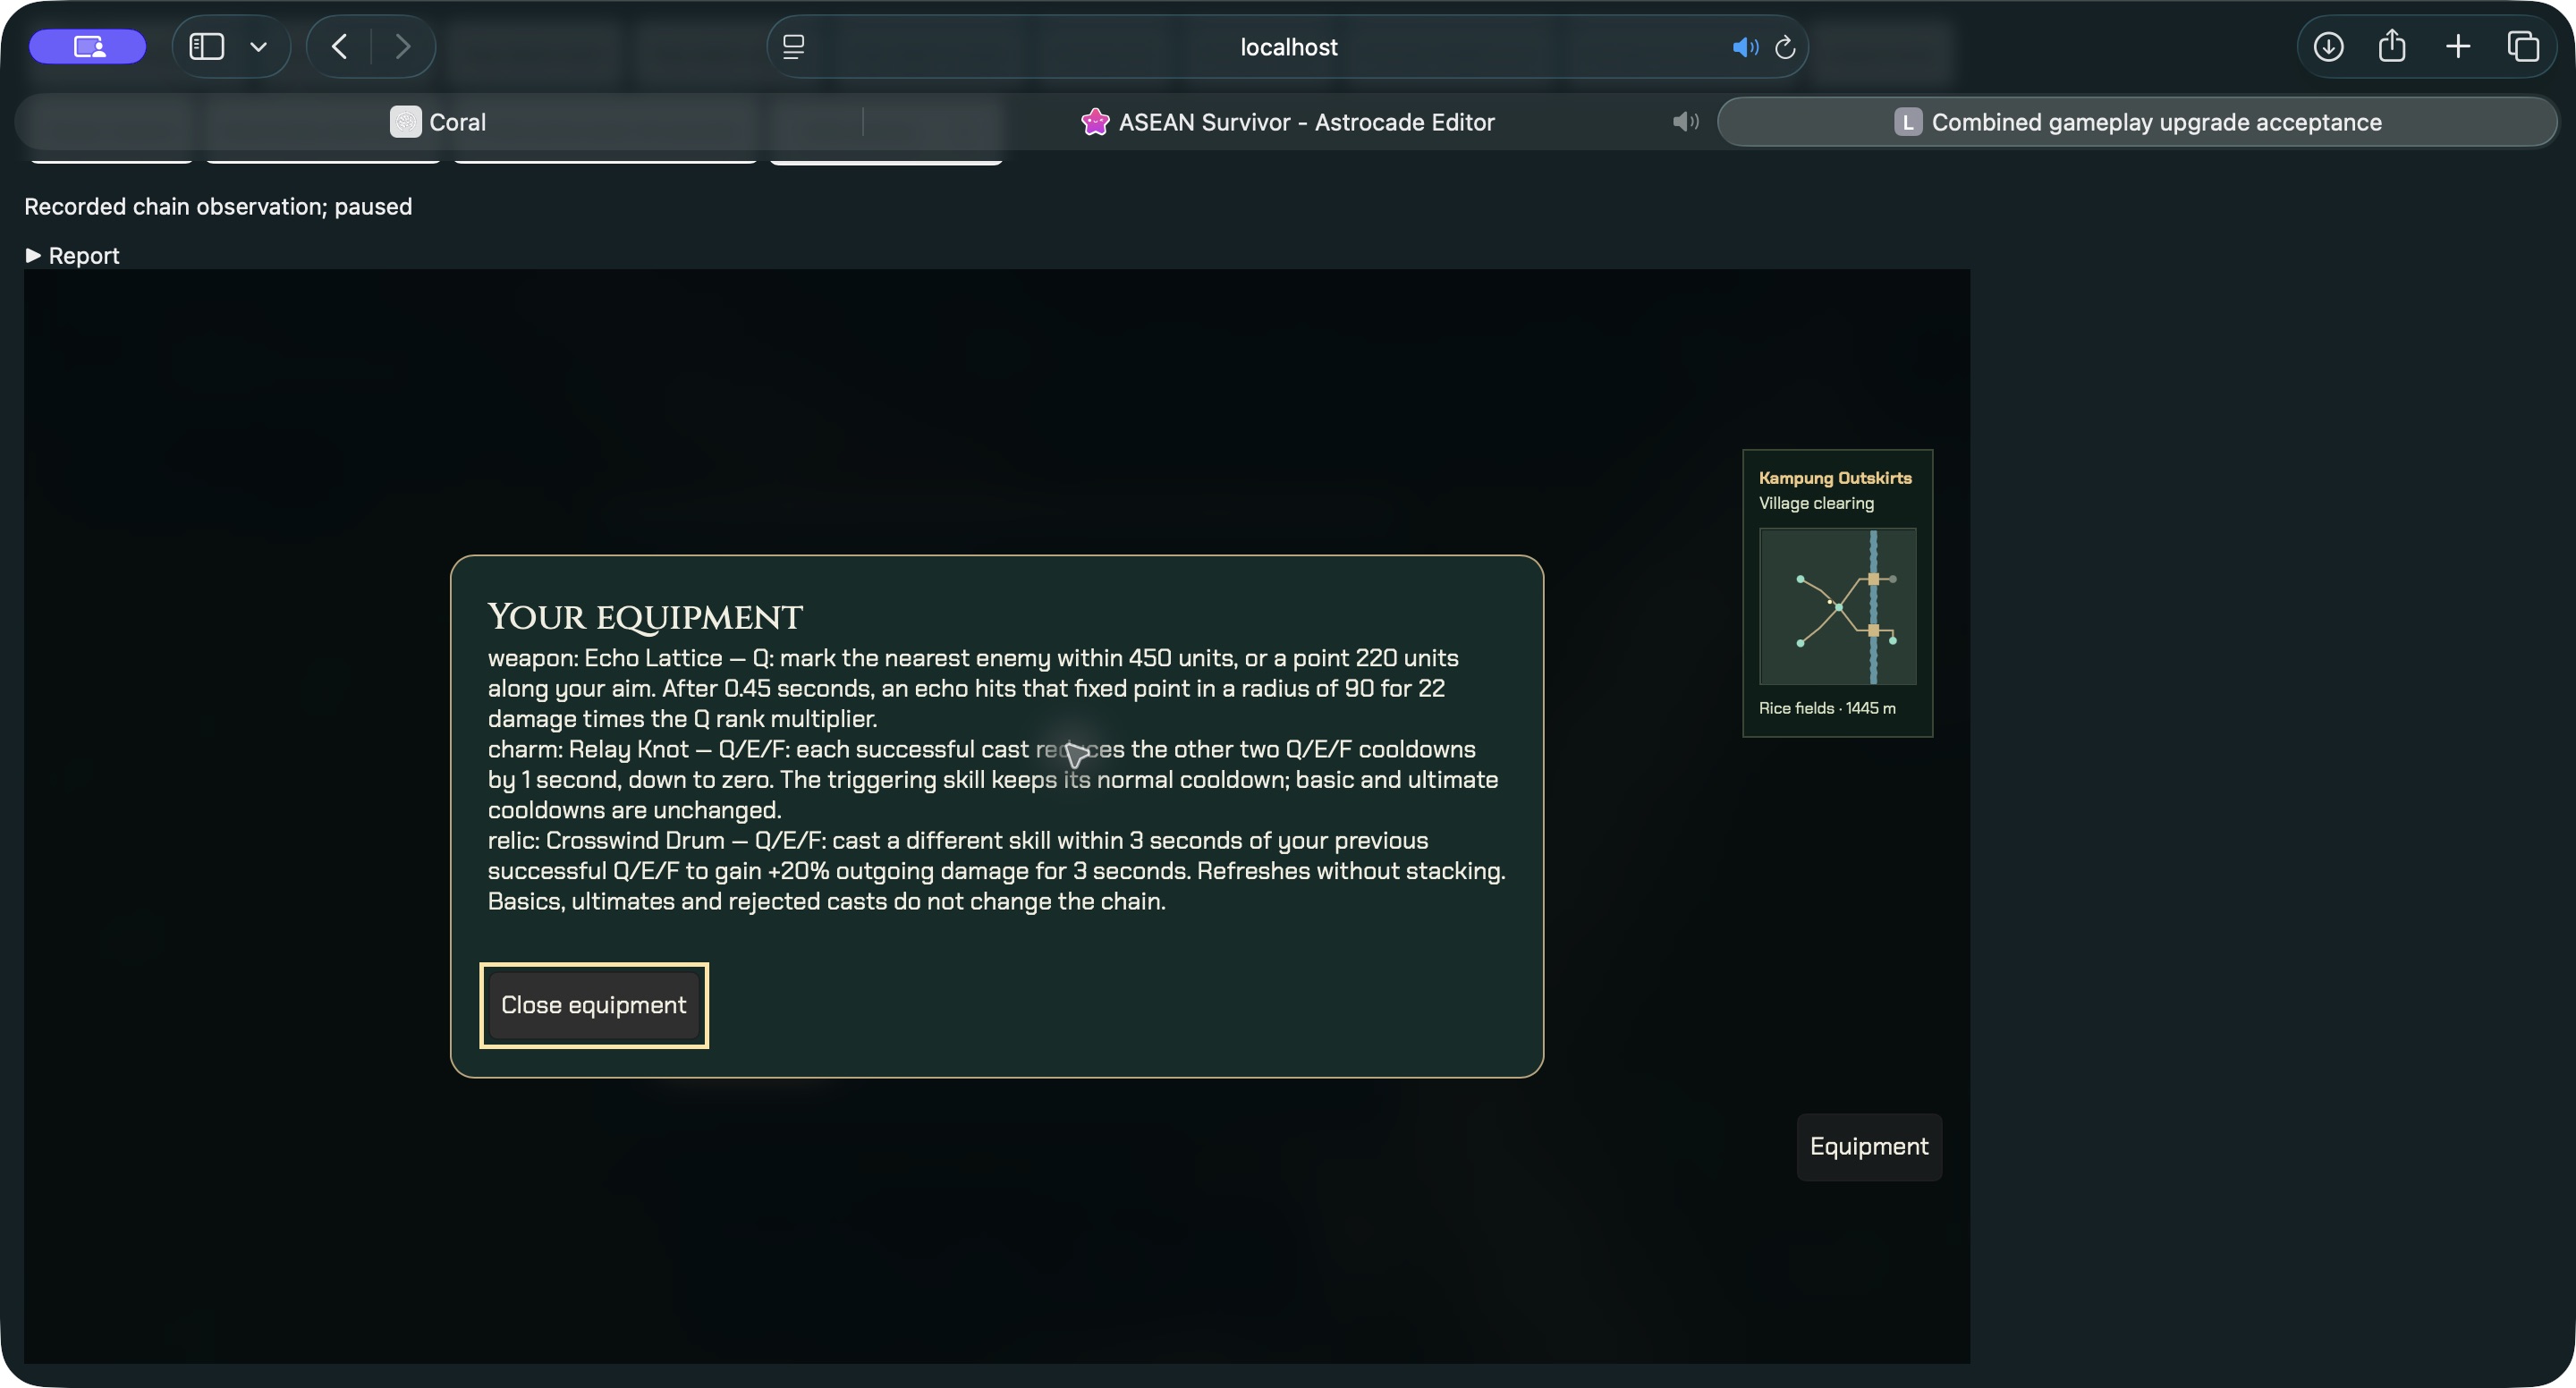 localhost
Coral
ASEAN Survivor - Astrocade Editor
L Combined gameplay upgrade acceptance
Recorded chain observation; paused
Report
Kampung Outskirts
Village clearing
Rice fields · 1445 m
Your equipment
weapon: Echo Lattice — Q: mark the nearest enemy within 450 units, or a point 220 units
along your aim. After 0.45 seconds, an echo hits that fixed point in a radius of 90 for 22
damage times the Q rank multiplier.
charm: Relay Knot — Q/E/F: each successful cast reduces the other two Q/E/F cooldowns
by 1 second, down to zero. The triggering skill keeps its normal cooldown; basic and ultimate
cooldowns are unchanged.
relic: Crosswind Drum — Q/E/F: cast a different skill within 3 seconds of your previous
successful Q/E/F to gain +20% outgoing damage for 3 seconds. Refreshes without stacking.
Basics, ultimates and rejected casts do not change the chain.
Close equipment
Equipment